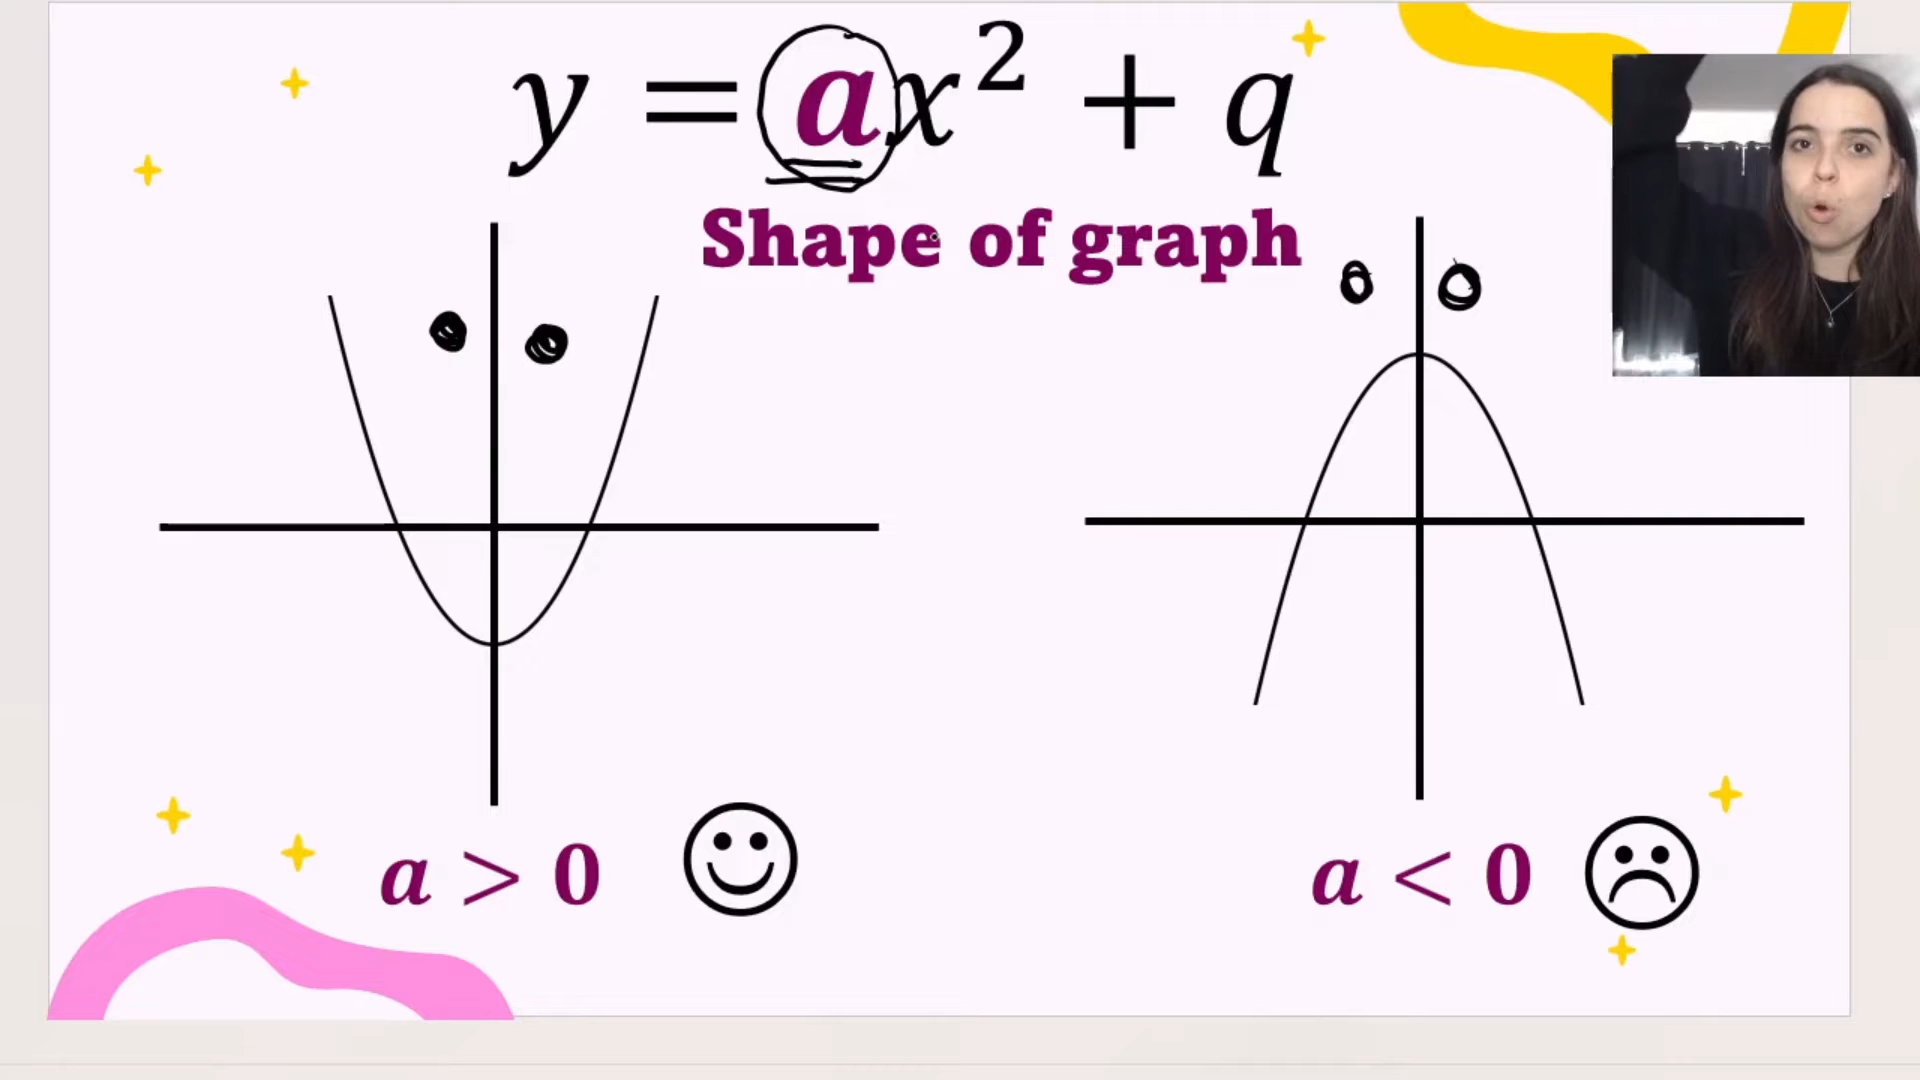 y = ax² + q
Shape of graph
a > 0
a < 0